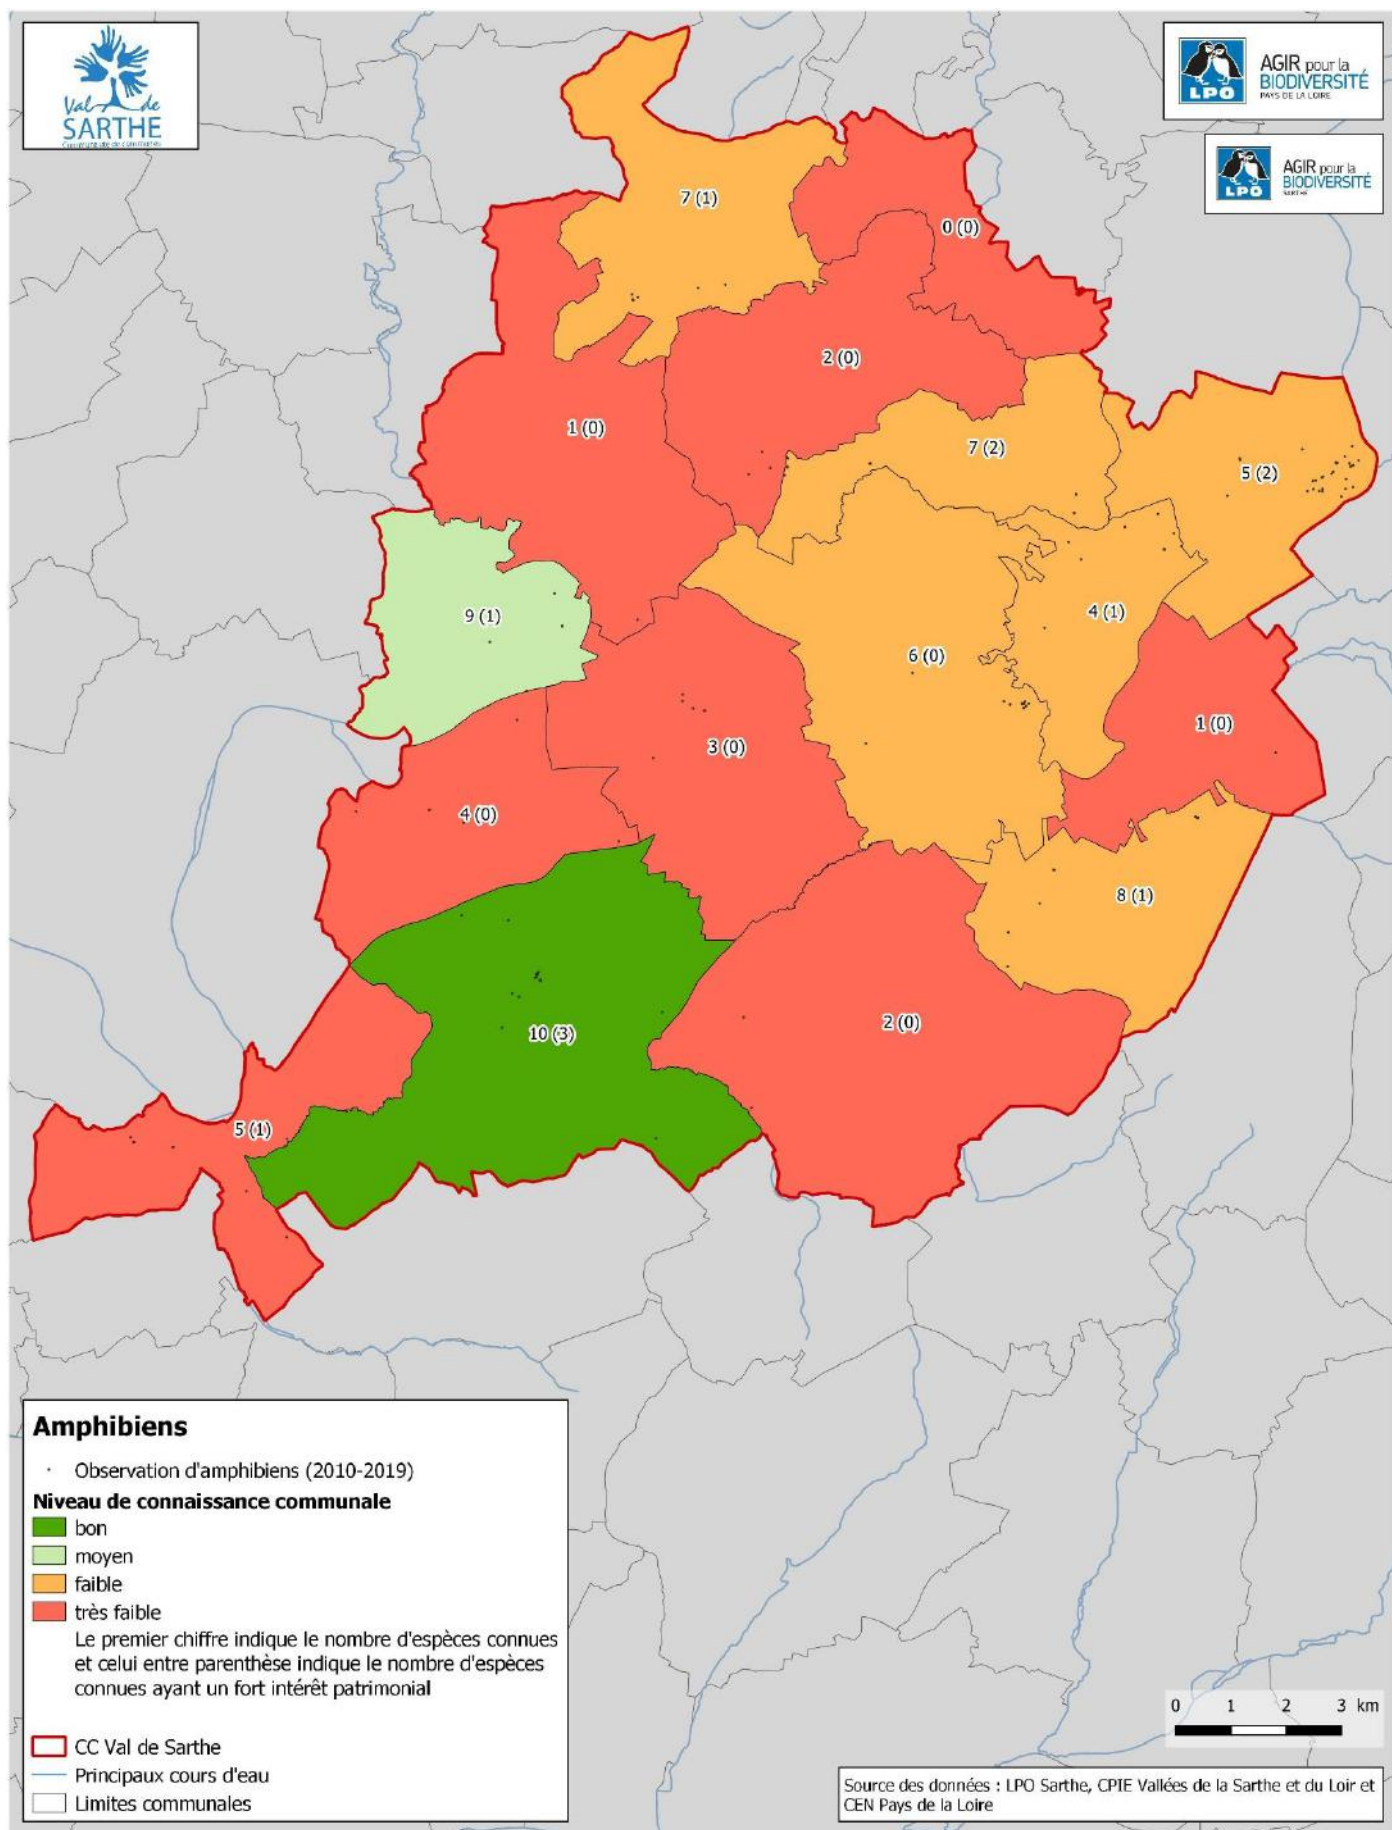 Val de
SARTHE
Communauté de communes
AGIR pour la
BIODIVERSITÉ
PAYS DE LA LOIRE
LPO
AGIR pour la
BIODIVERSITÉ
SARTHE
LPO
7 (1)
0 (0)
2 (0)
1 (0)
7 (2)
5 (2)
9 (1)
4 (1)
6 (0)
1 (0)
3 (0)
4 (0)
8 (1)
2 (0)
10 (3)
5 (1)
Amphibiens
Observation d'amphibiens (2010-2019)
Niveau de connaissance communale
bon
moyen
faible
très faible
Le premier chiffre indique le nombre d'espèces connues
et celui entre parenthèse indique le nombre d'espèces
connues ayant un fort intérêt patrimonial
CC Val de Sarthe
Principaux cours d'eau
Limites communales
0 1 2 3 km
Source des données : LPO Sarthe, CPIE Vallées de la Sarthe et du Loir et
CEN Pays de la Loire